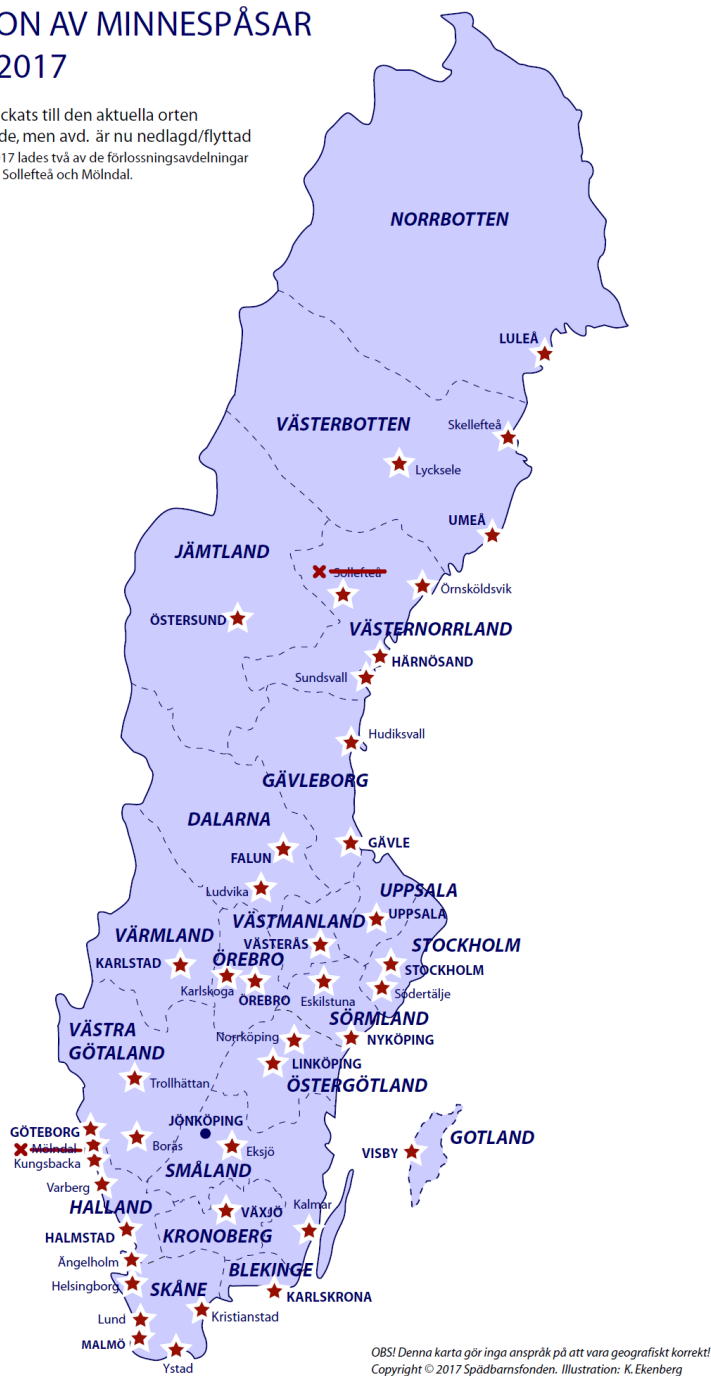 ON AV MINNESPÅSAR
2017
ckats till den aktuella orten
de, men avd. är nu nedlagd/flyttad
17 lades två av de förlossningsavdelningar
Sollefteå och Mölndal.
NORRBOTTEN
LULEÅ
VÄSTERBOTTEN
Skellefteå
Lycksele
UMEÅ
JÄMTLAND
Sollefteå
Örnsköldsvik
ÖSTERSUND
VÄSTERNORRLAND
HÄRNÖSAND
Sundsvall
Hudiksvall
GÄVLEBORG
DALARNA
GÄVLE
FALUN
Ludvika
UPPSALA
UPPSALA
VÄSTMANLAND
VÄRMLAND
VÄSTERÅS
STOCKHOLM
ÖREBRO
KARLSTAD
STOCKHOLM
Karlskoga
ÖREBRO
Eskilstuna
Södertälje
SÖRMLAND
VÄSTRA
GÖTALAND
Norrköping
NYKÖPING
LINKÖPING
Trollhättan
ÖSTERGÖTLAND
JÖNKÖPING
GÖTEBORG
GOTLAND
Mölndal
Borås
Eksjö
VISBY
Kungsbacka
SMÅLAND
Varberg
HALLAND
VÄXJÖ
Kalmar
HALMSTAD
KRONOBERG
Ängelholm
BLEKINGE
Helsingborg
SKÅNE
KARLSKRONA
Lund
Kristianstad
MALMÖ
Ystad
OBS! Denna karta gör inga anspråk på att vara geografiskt korrekt!
Copyright © 2017 Spädbarnsfonden. Illustration: K. Ekenberg